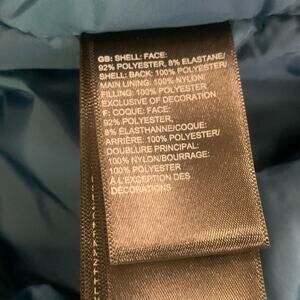 GB: SHELL: FACE:
92% POLYESTER, 8% ELASTANE/
SHELL: BACK: 100% POLYESTER/
MAIN LINING: 100% NYLON/
FILLING: 100% POLYESTER,
EXCLUSIVE OF DECORATION
F: COQUE: FACE:
92% POLYESTER,
8% ÉLASTHANNE/COQUE:
ARRIÈRE: 100% POLYESTER/
DOUBLURE PRINCIPAL:
100% NYLON/BOURRAGE:
100% POLYESTER
À L'EXCEPTION DES
DÉCORATIONS